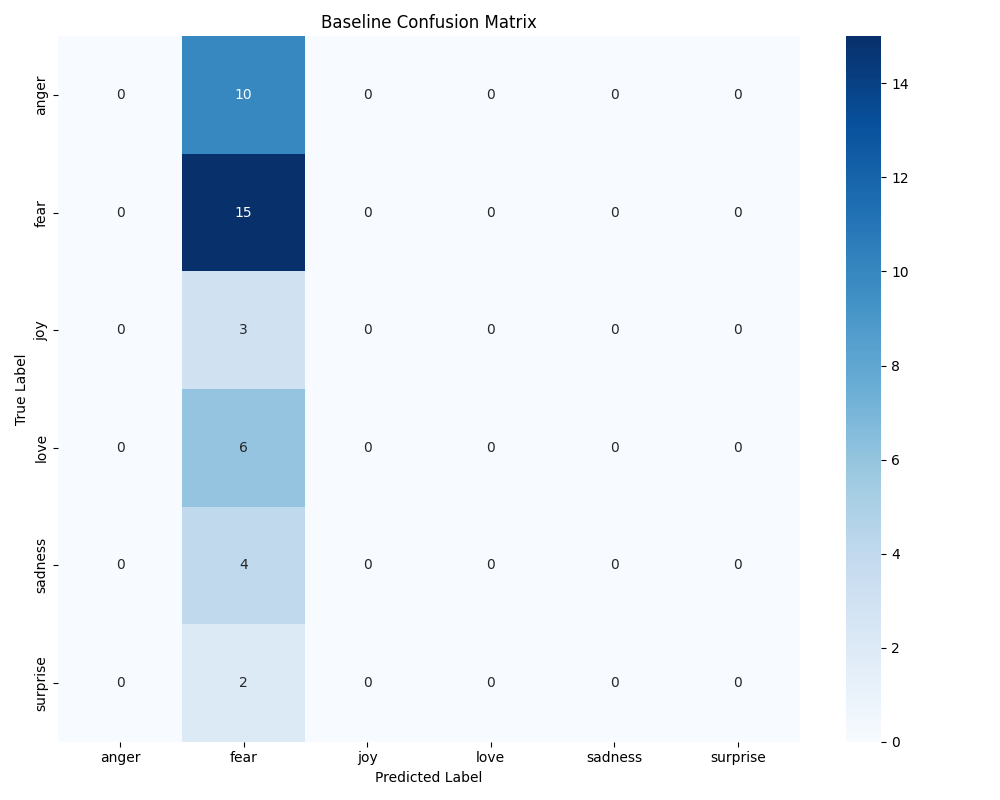 Baseline Confusion Matrix
True Label
anger 0 10 0 0 0 0
fear 0 15 0 0 0 0
joy 0 3 0 0 0 0
love 0 6 0 0 0 0
sadness 0 4 0 0 0 0
surprise 0 2 0 0 0 0
anger fear joy love sadness surprise
Predicted Label
14
12
10
8
6
4
2
0